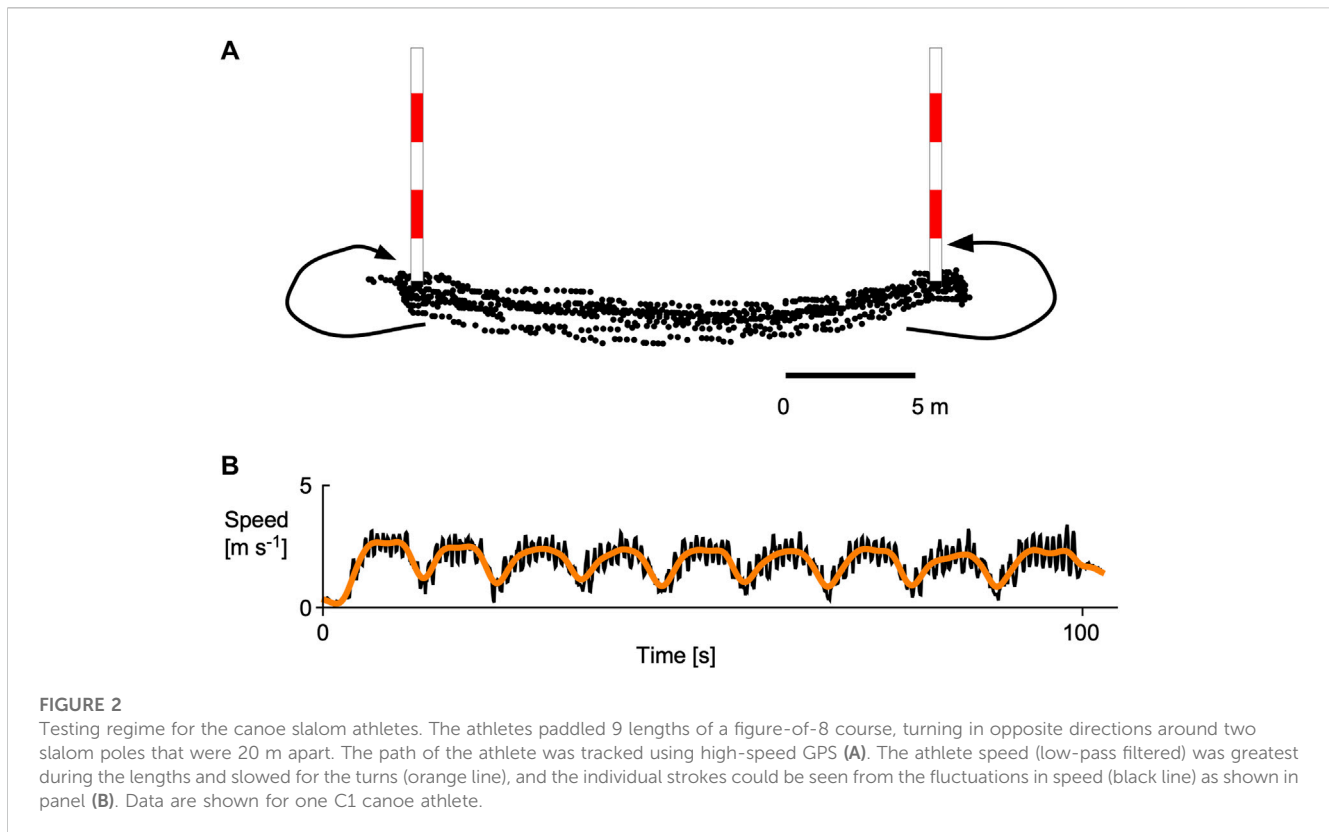 A
0 5 m
B
5
Speed
[m s-1]
0
0 100
Time [s]
FIGURE 2
Testing regime for the canoe slalom athletes. The athletes paddled 9 lengths of a figure-of-8 course, turning in opposite directions around two
slalom poles that were 20 m apart. The path of the athlete was tracked using high-speed GPS (A). The athlete speed (low-pass filtered) was greatest
during the lengths and slowed for the turns (orange line), and the individual strokes could be seen from the fluctuations in speed (black line) as shown in
panel (B). Data are shown for one C1 canoe athlete.